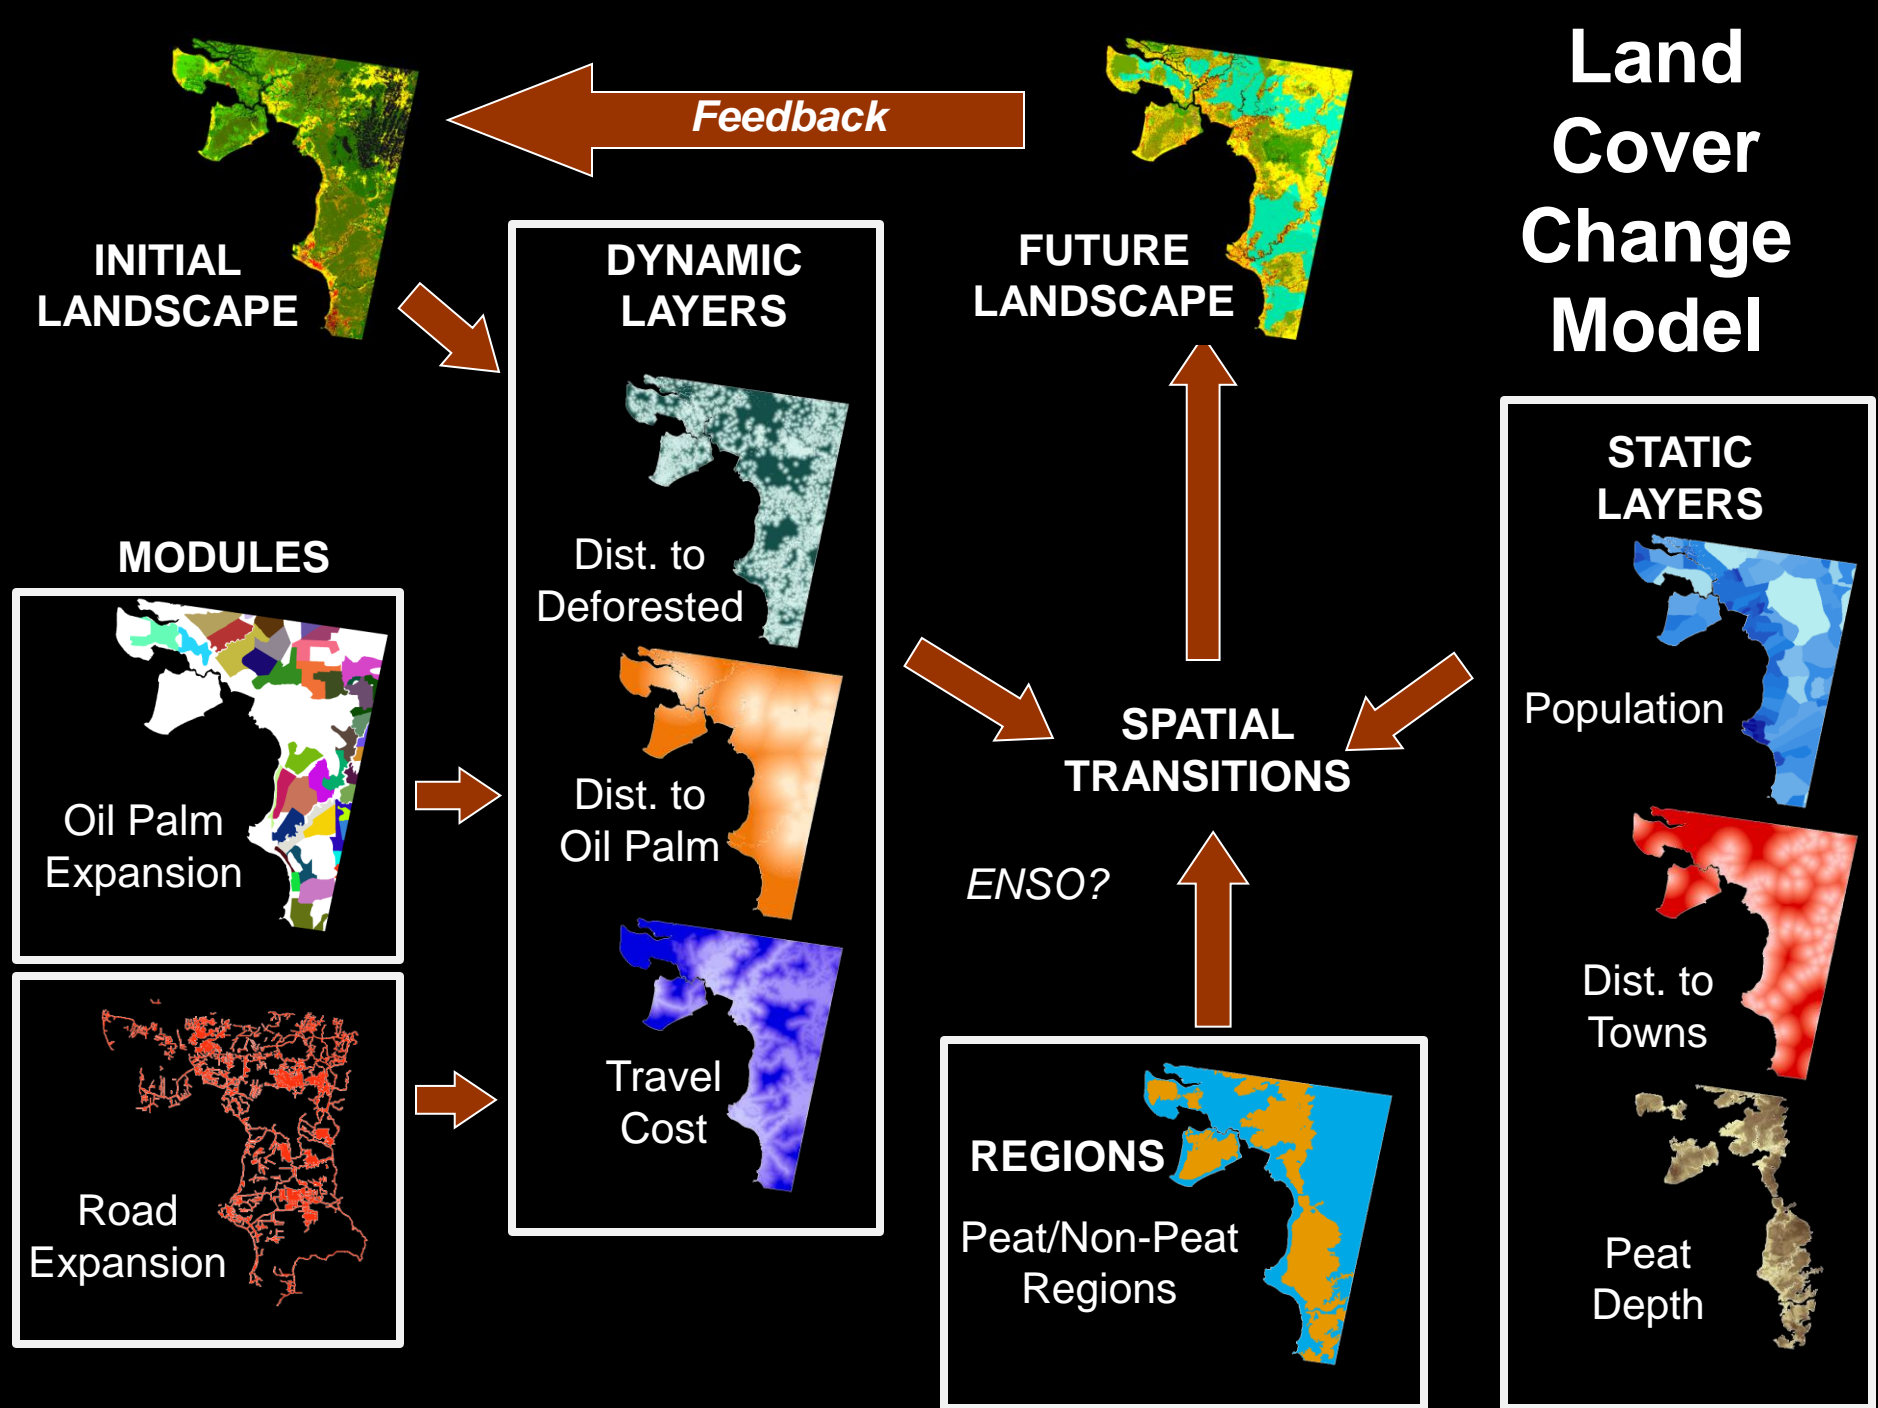 Land
Cover
Change
Model
Feedback
INITIAL
LANDSCAPE
DYNAMIC
LAYERS
FUTURE
LANDSCAPE
STATIC
LAYERS
MODULES
Dist. to
Deforested
Oil Palm
Expansion
Dist. to
Oil Palm
SPATIAL
TRANSITIONS
Population
ENSO?
Travel
Cost
Dist. to
Towns
Road
Expansion
REGIONS
Peat/Non-Peat
Regions
Peat
Depth